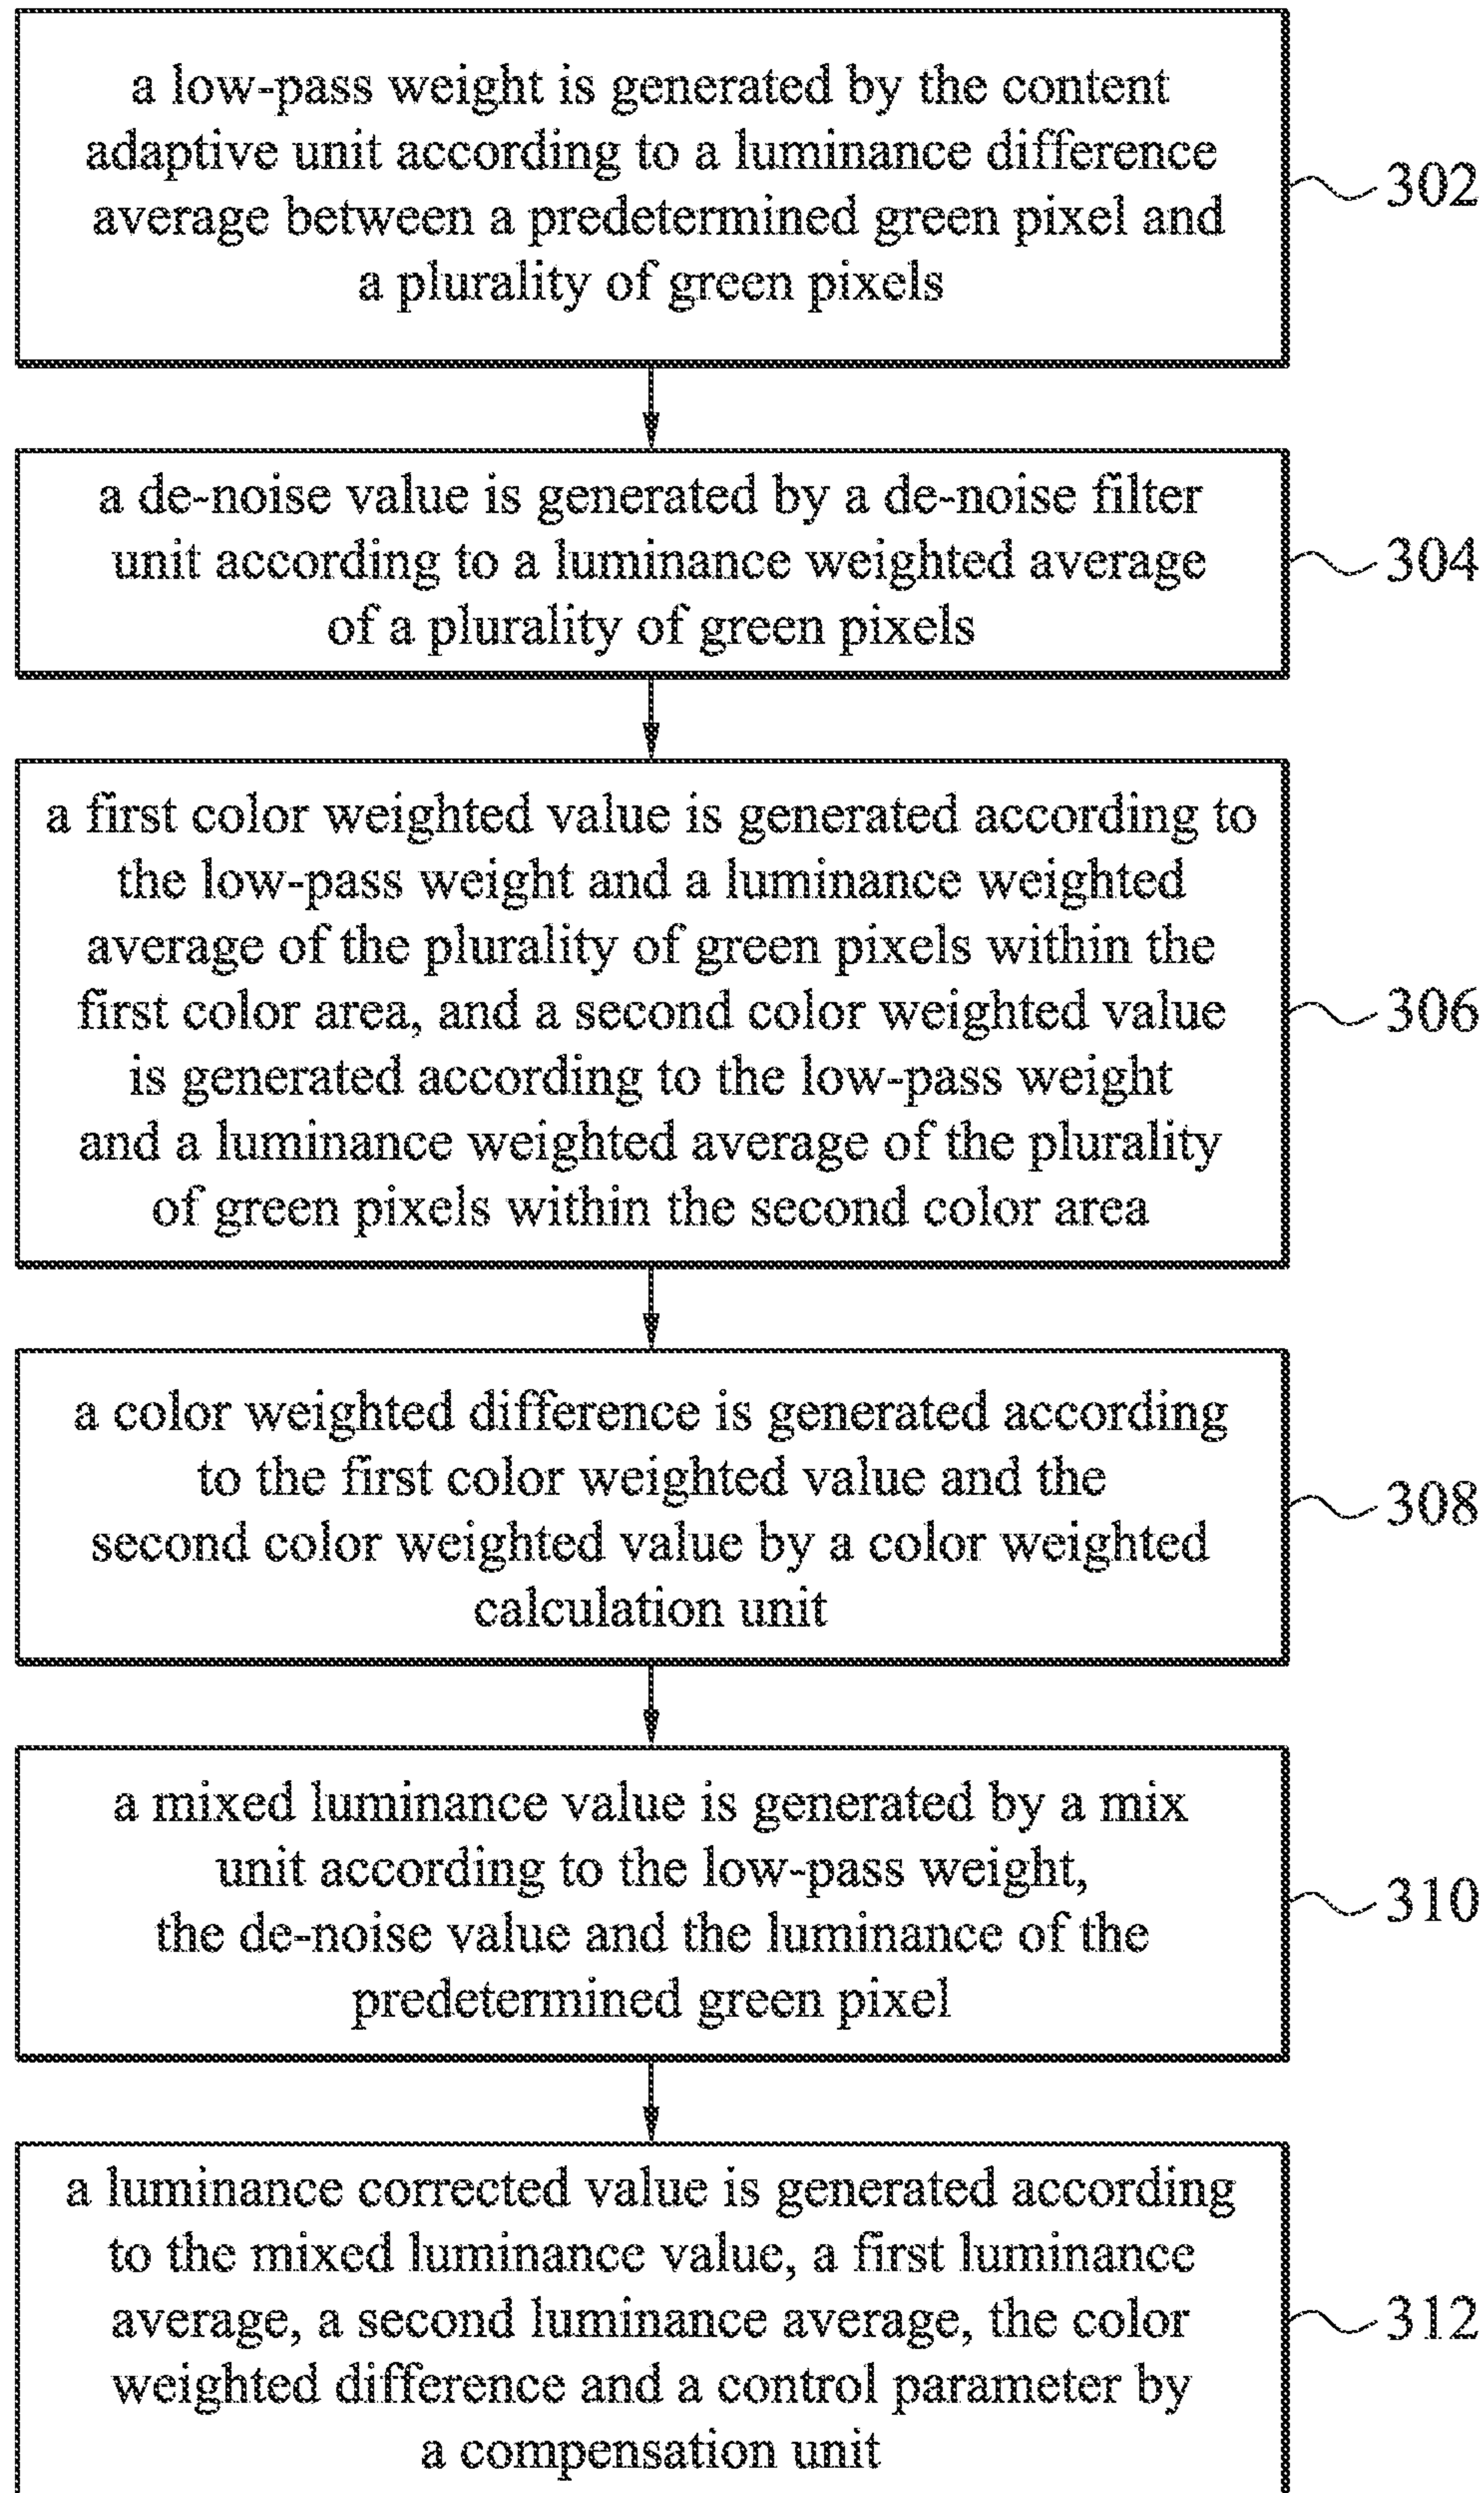 a low-pass weight is generated by the content
adaptive unit according to a luminance difference
average between a predetermined green pixel and
a plurality of green pixels
302
a de-noise value is generated by a de-noise filter
unit according to a luminance weighted average
of a plurality of green pixels
304
a first color weighted value is generated according to
the low-pass weight and a luminance weighted
average of the plurality of green pixels within the
first color area, and a second color weighted value
is generated according to the low-pass weight
and a luminance weighted average of the plurality
of green pixels within the second color area
306
a color weighted difference is generated according
to the first color weighted value and the
second color weighted value by a color weighted
calculation unit
308
a mixed luminance value is generated by a mix
unit according to the low-pass weight,
the de-noise value and the luminance of the
predetermined green pixel
310
a luminance corrected value is generated according
to the mixed luminance value, a first luminance
average, a second luminance average, the color
weighted difference and a control parameter by
a compensation unit
312